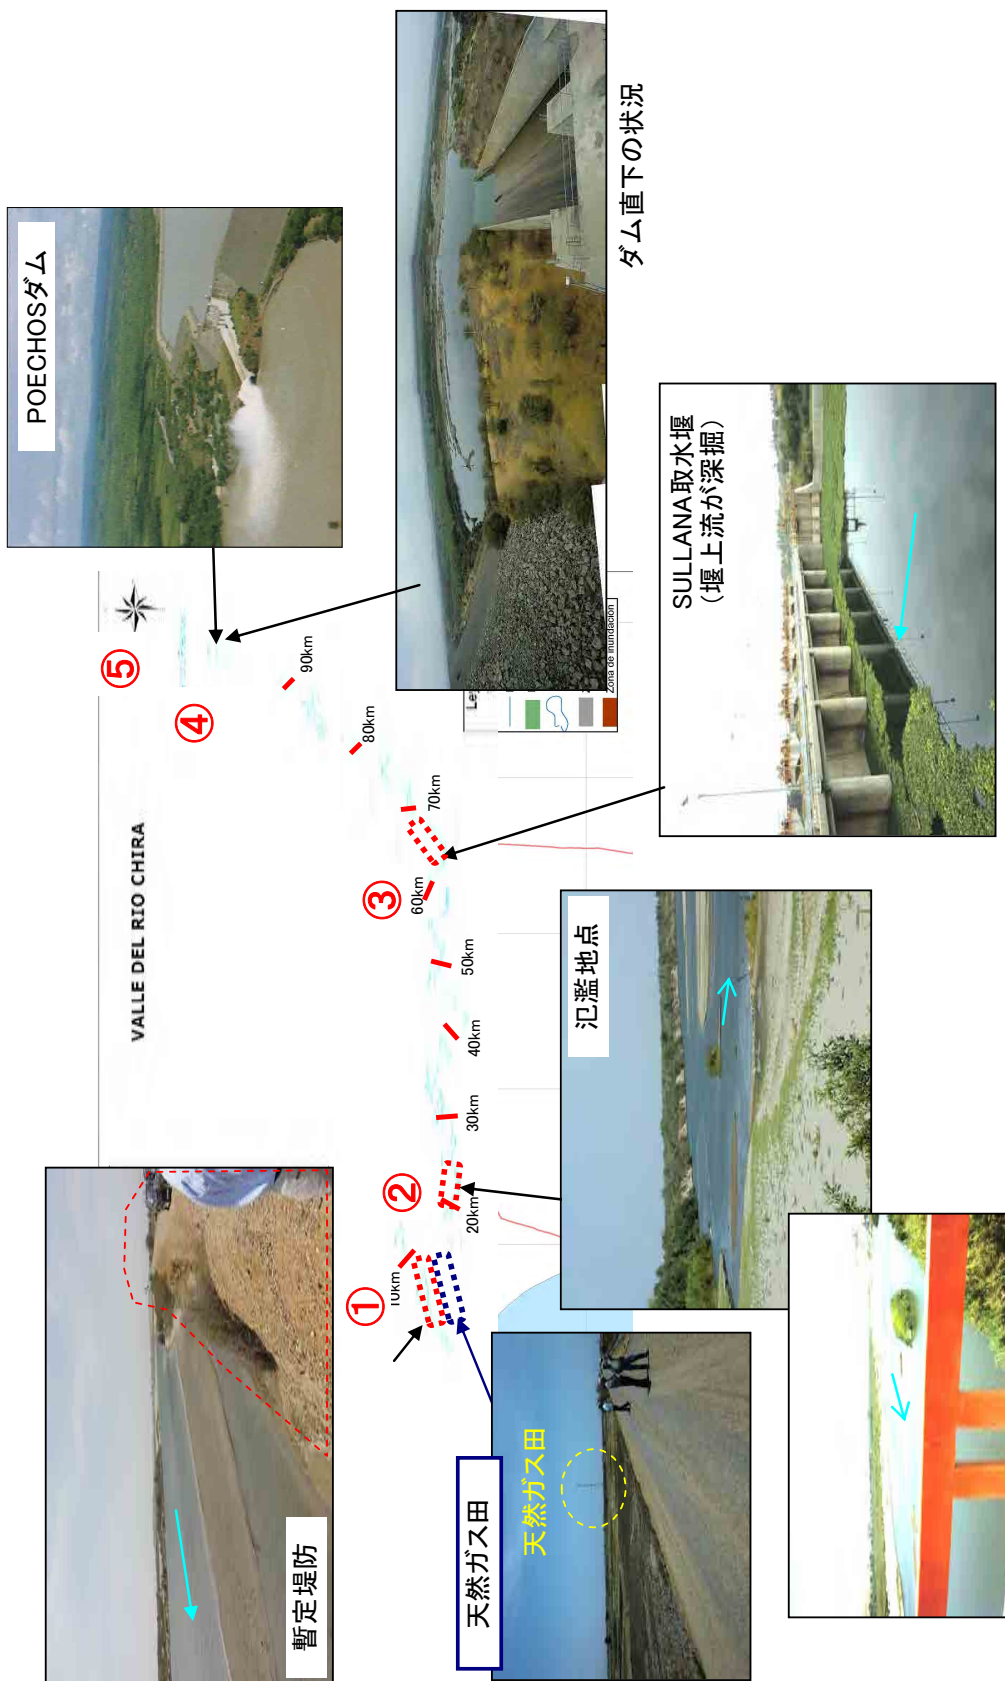 POECHOSダム
ダム直下の状況
SULLANA取水堰
(堰上流が深掘)
VALLE DEL RIO CHIRA
⑤
④
③
②
①
90km
80km
70km
60km
50km
40km
30km
20km
10km
Zona de inundación
氾濫地点
暫定堤防
天然ガス田
天然ガス田